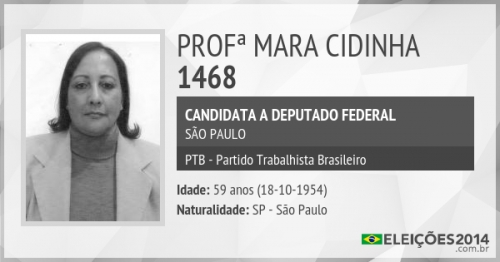 PROFª MARA CIDINHA
1468
CANDIDATA A DEPUTADO FEDERAL
SÃO PAULO
PTB - Partido Trabalhista Brasileiro
Idade: 59 anos (18-10-1954)
Naturalidade: SP - São Paulo
ELEIÇÕES2014
.com.br